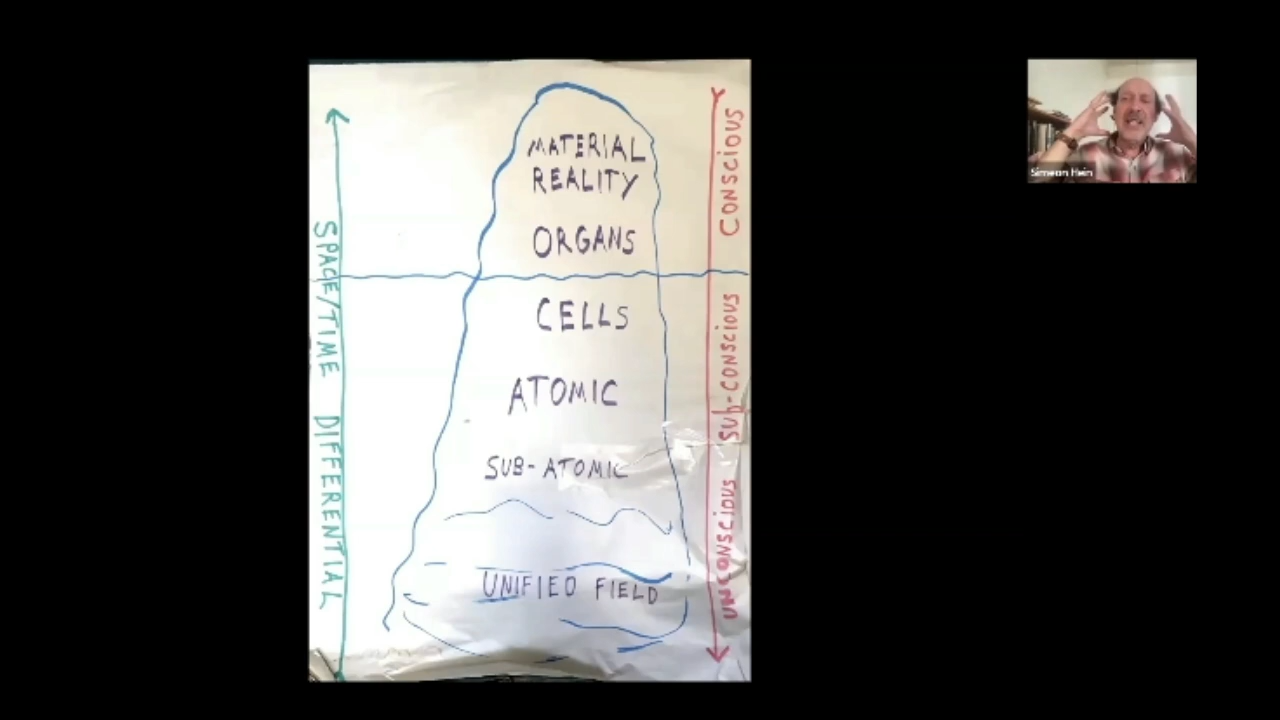 MATERIAL
REALITY
ORGANS
CELLS
ATOMIC
SUB-ATOMIC
UNIFIED FIELD
SPACE/TIME DIFFERENTIAL
CONSCIOUS
SUb-CONSCIOUS
UNCONSCIOUS
Simeon Hein